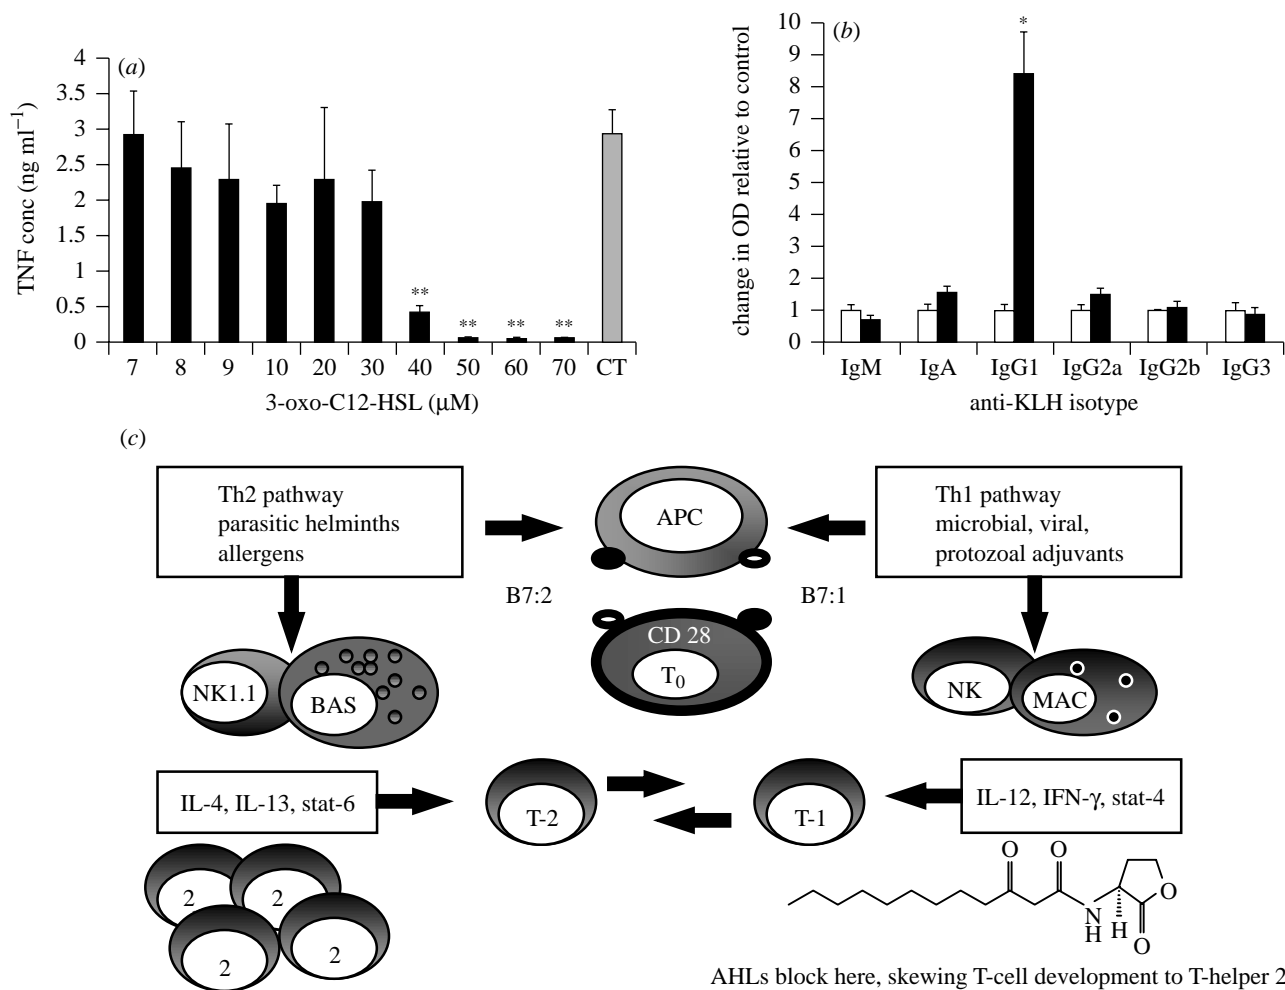 (a)
TNF conc (ng ml−1)
4
3.5
3
2.5
2
1.5
1
0.5
0
** ** ** **
7 8 9 10 20 30 40 50 60 70 CT
3-oxo-C12-HSL (μM)
(b)
change in OD relative to control
10
9
8
7
6
5
4
3
2
1
0
*
IgM IgA IgG1 IgG2a IgG2b IgG3
anti-KLH isotype
(c)
Th2 pathway
parasitic helminths
allergens
APC
Th1 pathway
microbial, viral,
protozoal adjuvants
B7:2
B7:1
CD 28
T0
NK1.1
BAS
NK
MAC
IL-4, IL-13, stat-6
T-2
T-1
IL-12, IFN-γ, stat-4
2
2
2
2
O
O
O
N
H
H
O
AHLs block here, skewing T-cell development to T-helper 2